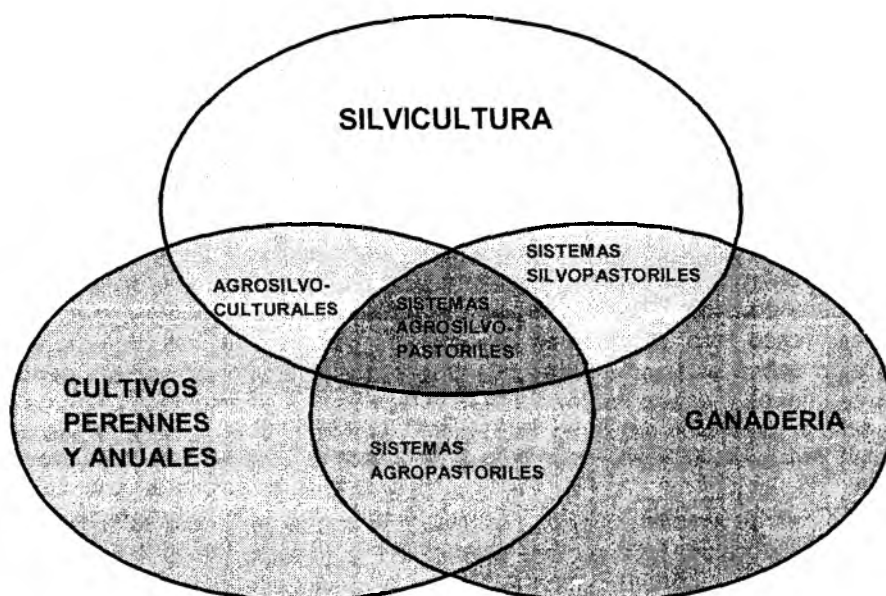 SILVICULTURA
SISTEMAS
SILVOPASTORILES
AGROSILVO-
CULTURALES
SISTEMAS
AGROSILVO-
PASTORILES
CULTIVOS
PERENNES
Y ANUALES
GANADERIA
SISTEMAS
AGROPASTORILES